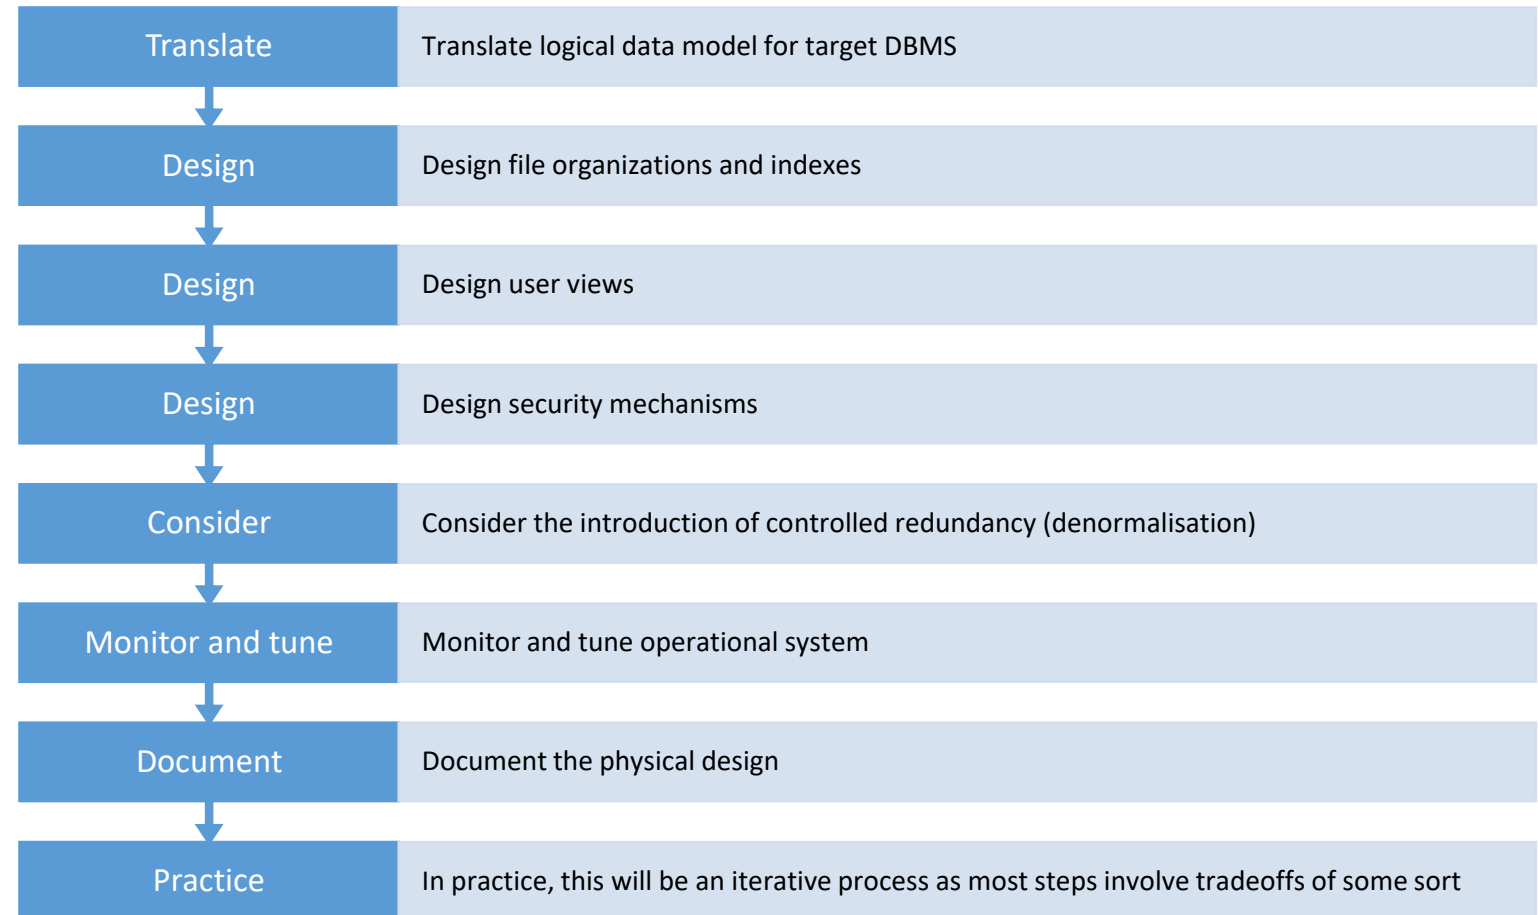 Translate
Translate logical data model for target DBMS
Design
Design file organizations and indexes
Design
Design user views
Design
Design security mechanisms
Consider
Consider the introduction of controlled redundancy (denormalisation)
Monitor and tune
Monitor and tune operational system
Document
Document the physical design
Practice
In practice, this will be an iterative process as most steps involve tradeoffs of some sort